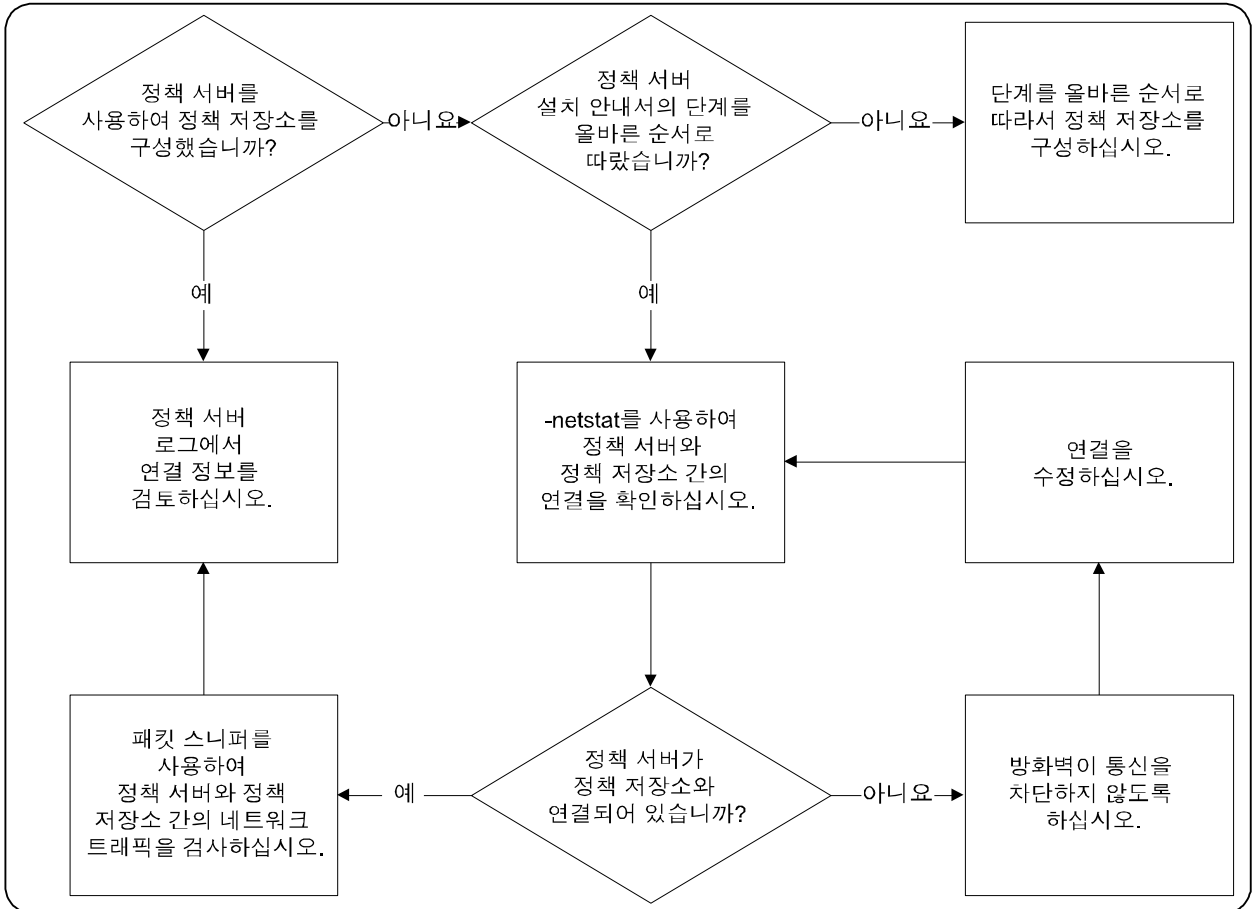 정책 서버를
사용하여 정책 저장소를
구성했습니까?
아니요
정책 서버
설치 안내서의 단계를
올바른 순서로
따랐습니까?
아니요
단계를 올바른 순서로
따라서 정책 저장소를
구성하십시오.
예
예
정책 서버
로그에서
연결 정보를
검토하십시오.
-netstat를 사용하여
정책 서버와
정책 저장소 간의
연결을 확인하십시오.
연결을
수정하십시오.
패킷 스니퍼를
사용하여
정책 서버와 정책
저장소 간의 네트워크
트래픽을 검사하십시오.
예
정책 서버가
정책 저장소와
연결되어 있습니까?
아니요
방화벽이 통신을
차단하지 않도록
하십시오.